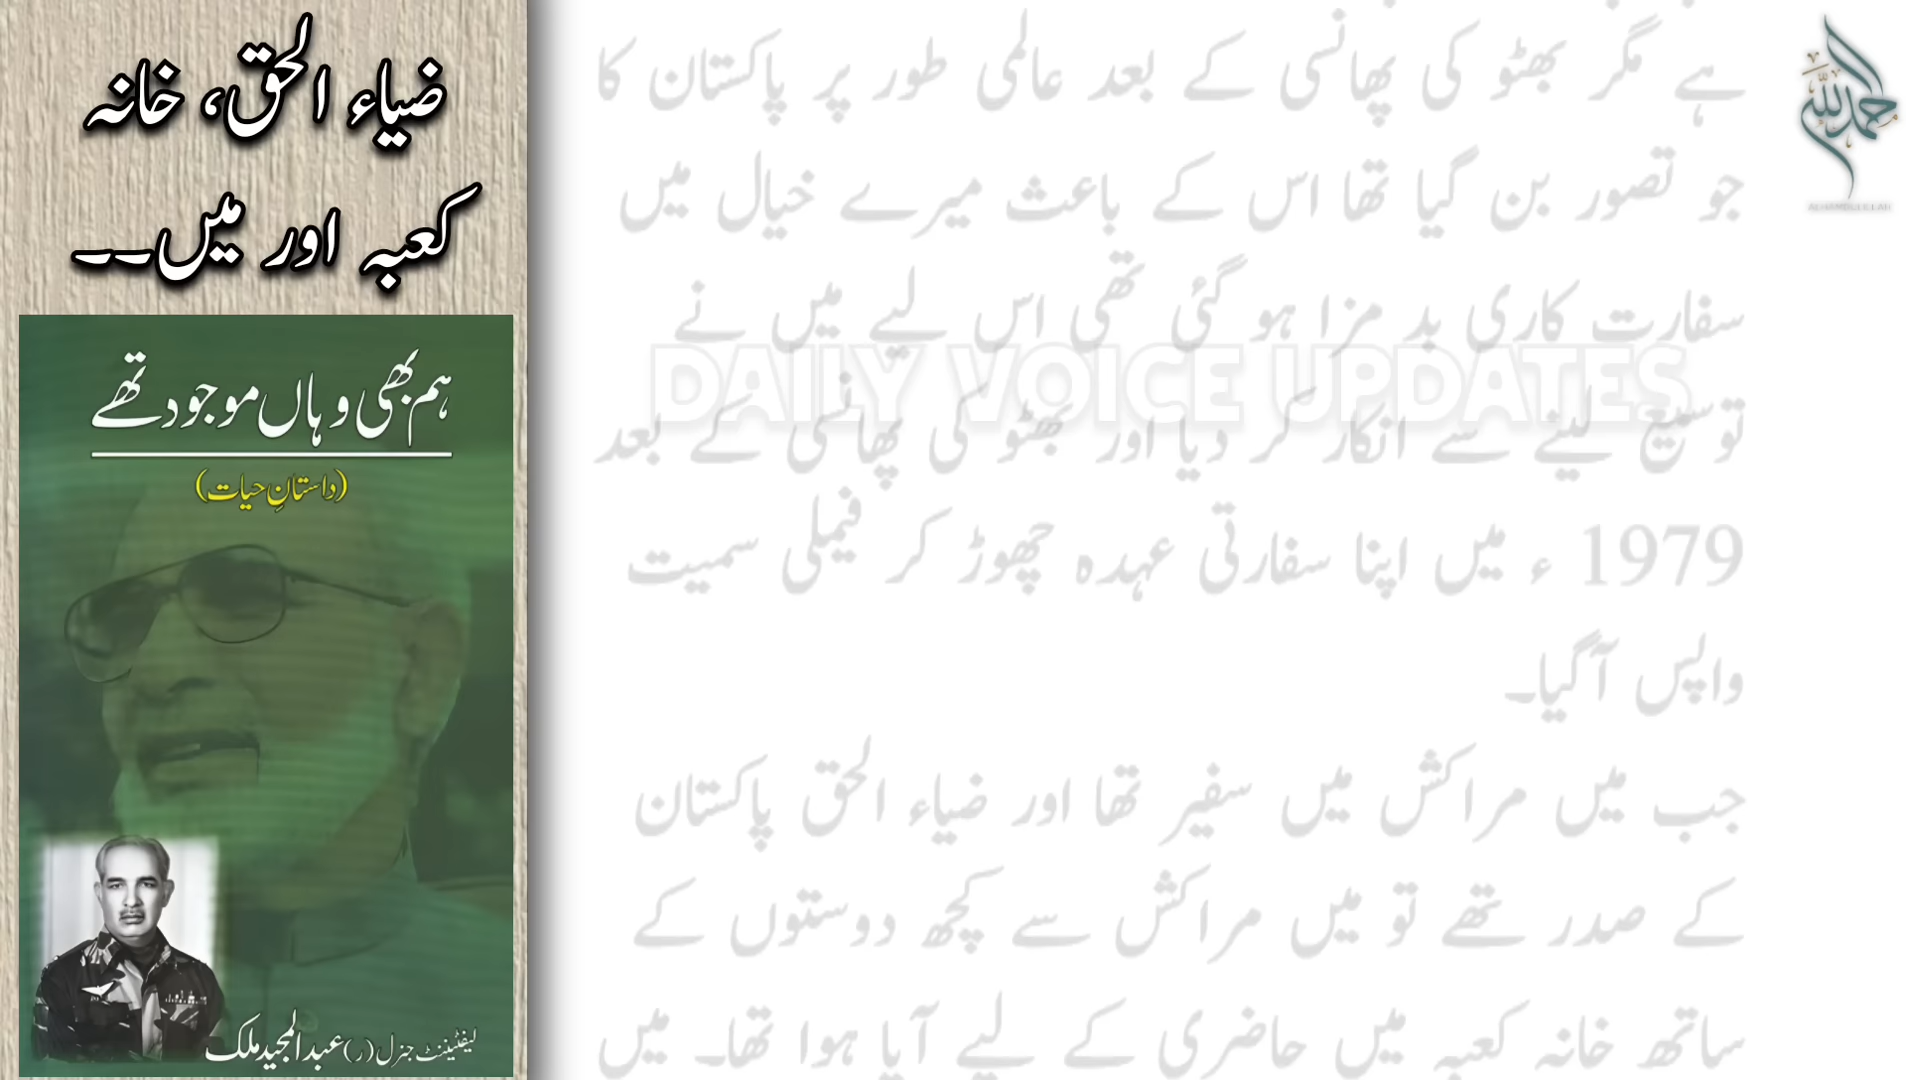 ضیاء الحق، خانہ
کعبہ اور میں۔۔
ہم بھی وہاں موجود تھے
(داستانِ حیات)
لیفٹیننٹ جنرل (ر) عبدالمجید ملک
ہے مگر بھٹو کی پھانسی کے بعد عالمی طور پر پاکستان کا
جو تصور بن گیا تھا اس کے باعث میرے خیال میں
سفارت کاری بد مزا ہو گئی تھی اس لیے میں نے
توسیع لینے سے انکار کر دیا اور بھٹو کی پھانسی کے بعد
1979 ء میں اپنا سفارتی عہدہ چھوڑ کر فیملی سمیت
واپس آگیا۔
جب میں مراکش میں سفیر تھا اور ضیاء الحق پاکستان
کے صدر تھے تو میں مراکش سے کچھ دوستوں کے
ساتھ خانہ کعبہ میں حاضری کے لیے آیا ہوا تھا۔ میں
DAILY VOICE UPDATES
الحمدللہ
ALHAMDULILLAH